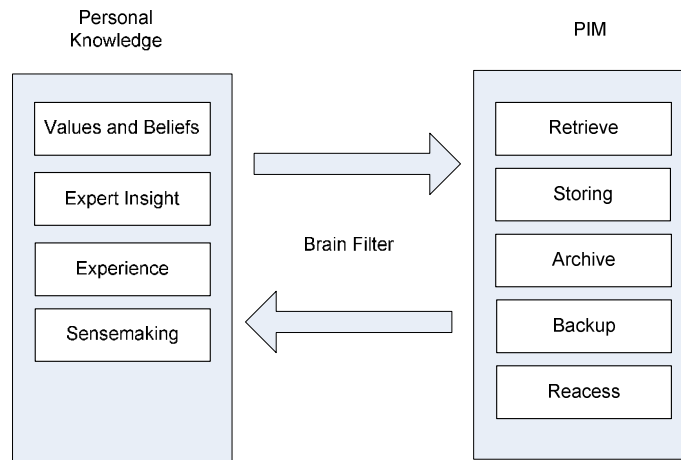 Personal
Knowledge
Values and Beliefs
Expert Insight
Experience
Sensemaking
Brain Filter
PIM
Retrieve
Storing
Archive
Backup
Reacess